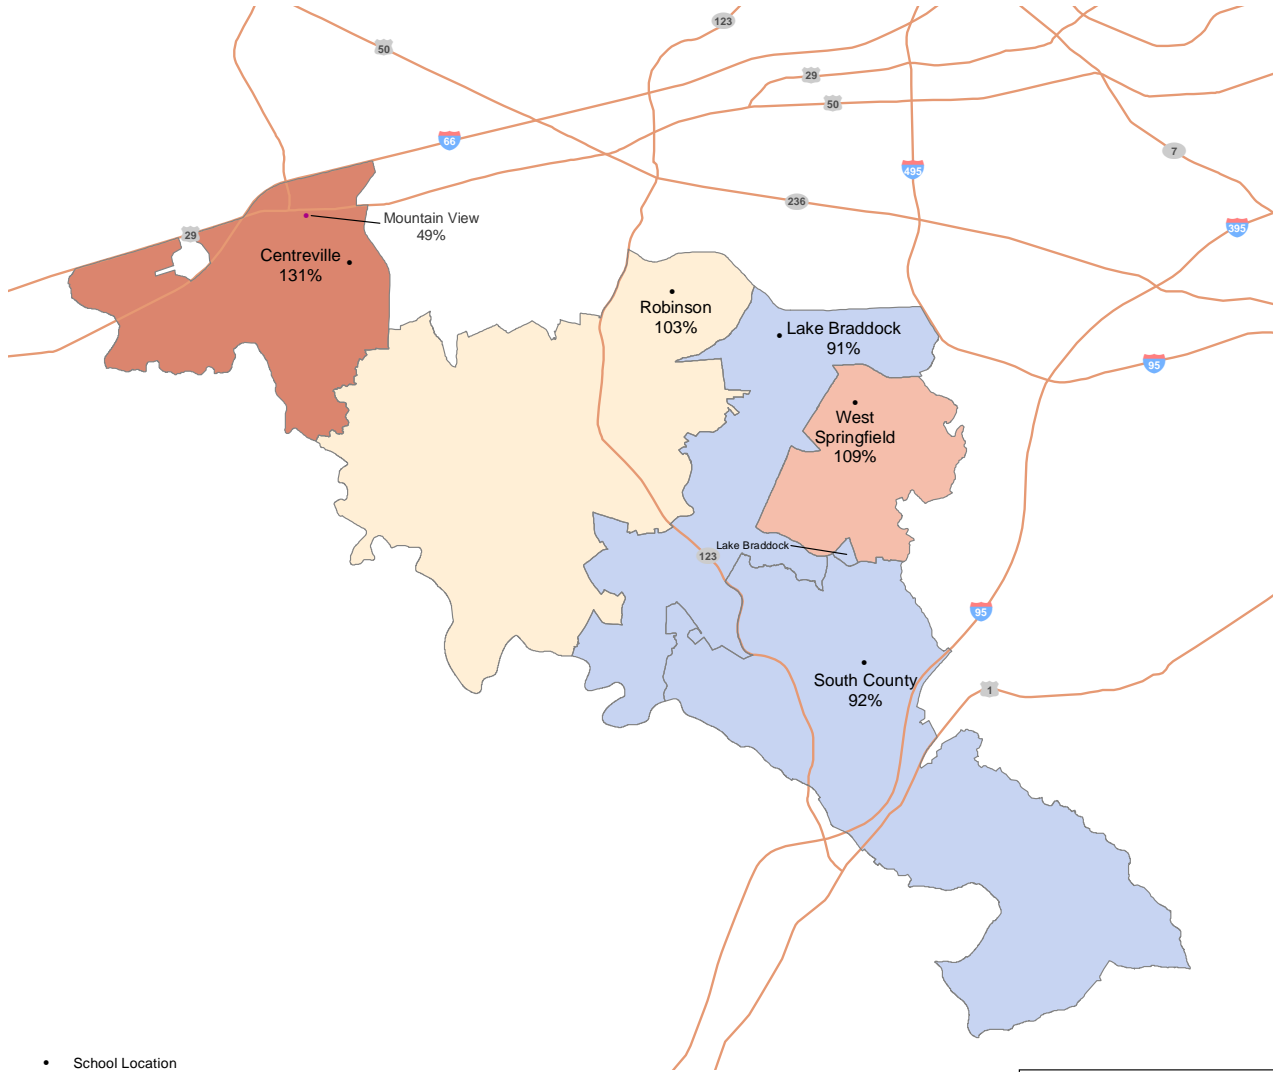 123
50
29
50
66
7
495
236
Mountain View
49%
395
29
Centreville
131%
Robinson
103%
Lake Braddock
91%
95
West
Springfield
109%
Lake Braddock
123
95
South County
92%
1
School Location